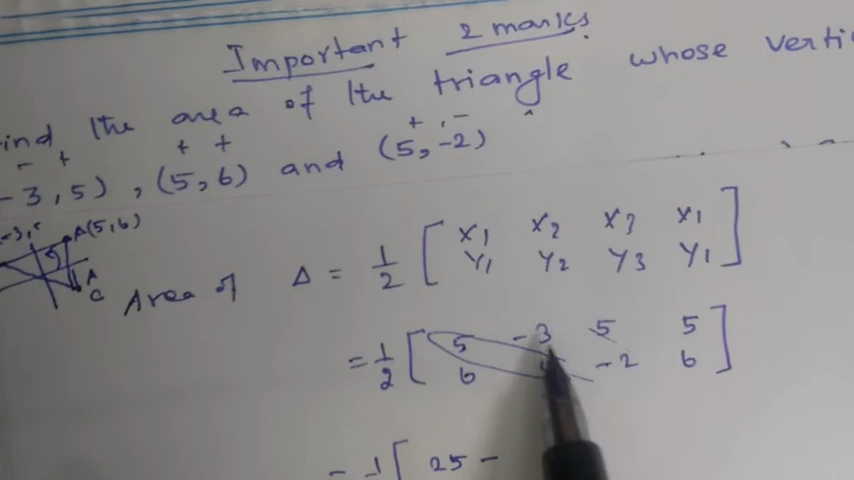 Important 2 marks.
ind the area of the triangle whose verti
- + + + + , -
-3,5) , (5,6) and (5,-2)
-3, A(5,6)
A
C
Area of Δ = 1/2 [ X1 X2 X3 X1
Y1 Y2 Y3 Y1 ]
= 1/2 [ 5 -3 5 5
6 -2 6 ]
25 -